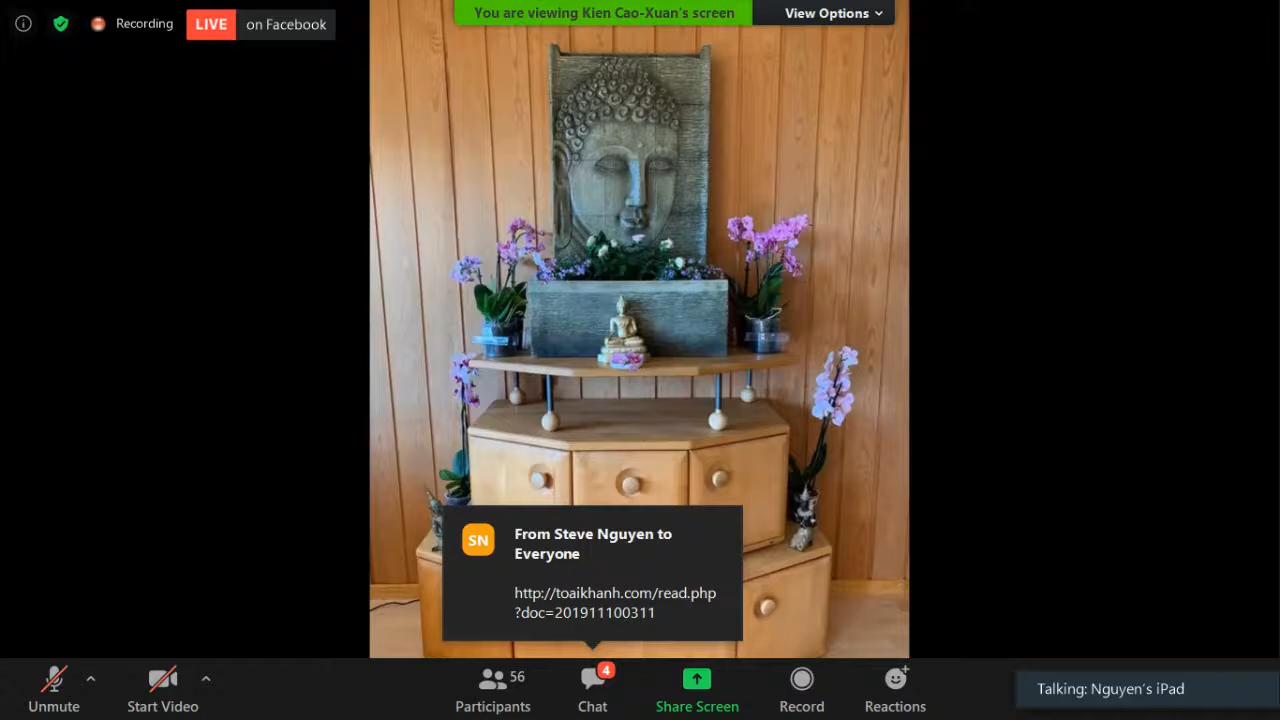 Recording
LIVE on Facebook
You are viewing Kien Cao-Xuan's screen
View Options
SN
From Steve Nguyen to
Everyone
http://toaikhanh.com/read.php
?doc=201911100311
Unmute
Start Video
56
Participants
4
Chat
Share Screen
Record
Reactions
Talking: Nguyen's iPad